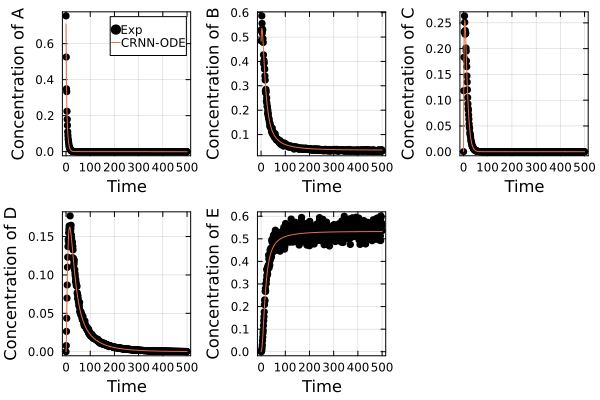 Concentration of A
0.6
0.4
0.2
0.0
0 100 200 300 400 500
Time
Exp
CRNN-ODE
Concentration of B
0.6
0.5
0.4
0.3
0.2
0.1
0 100 200 300 400 500
Time
Concentration of C
0.25
0.20
0.15
0.10
0.05
0.00
0 100 200 300 400 500
Time
Concentration of D
0.15
0.10
0.05
0.00
0 100 200 300 400 500
Time
Concentration of E
0.6
0.5
0.4
0.3
0.2
0.1
0.0
0 100 200 300 400 500
Time